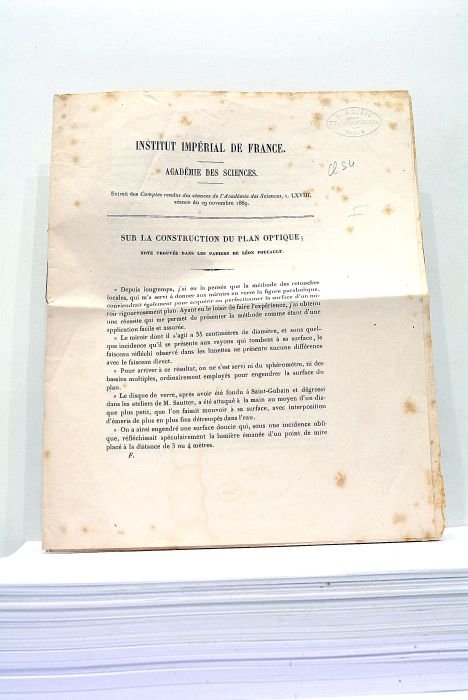 INSTITUT IMPÉRIAL DE FRANCE.
ACADÉMIE DES SCIENCES.
Extrait des Comptes rendus des séances de l'Académie des Sciences, t. LXVIII,
séance du 29 novembre 1869.
SUR LA CONSTRUCTION DU PLAN OPTIQUE;
NOTE TROUVÉE DANS LES PAPIERS DE LÉON FOUCAULT.
« Depuis longtemps, j'ai eu la pensée que la méthode des retouches
locales, qui m'a servi à donner aux miroirs en verre la figure parabolique,
conviendrait également pour acquérir en perfectionner la surface d'un mi-
roir rigoureusement plan. Ayant eu le loisir de faire l'expérience, j'ai obtenu
une réussite qui me permet de présenter la méthode comme étant d'une
application facile et assurée.
» Le miroir dont il s'agit a 35 centimètres de diamètre, et sous quel-
que incidence qu'il se présente aux rayons qui tombent à sa surface, le
faisceau réfléchi observé dans les lunettes ne présente aucune différence
avec le faisceau direct.
» Pour arriver à ce résultat, on ne s'est servi ni du sphéromètre, ni des
bassins multiples, ordinairement employés pour engendrer la surface du
plan.
» Le disque de verre, après avoir été fondu à Saint-Gobain et dégrossi
dans les ateliers de M. Sautter, a été attaqué à la main au moyen d'un dis-
que plus petit, que l'on faisait mouvoir à sa surface, avec interposition
d'émeris de plus en plus fins détrempés dans l'eau.
» On a ainsi engendré une surface doucie qui, sous une incidence obli-
que, réfléchissait spéculairement la lumière émanée d'un point, de mire
placé à la distance de 3 ou 4 mètres.
F.